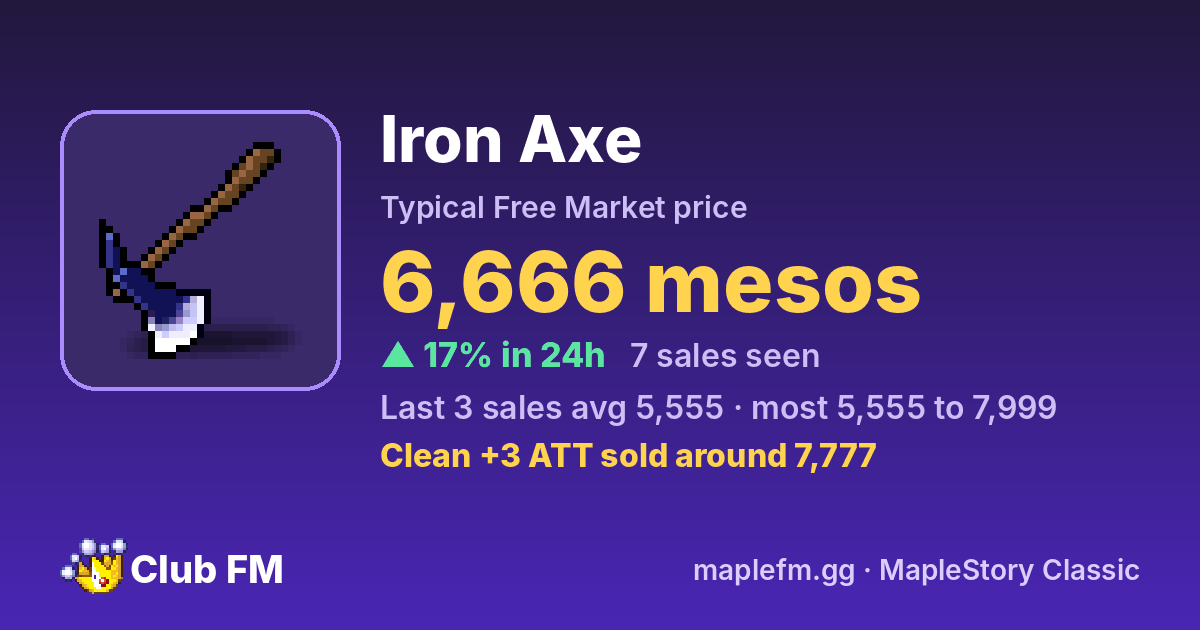 Iron Axe
Typical Free Market price
6,666 mesos
▲ 17% in 24h 7 sales seen
Last 3 sales avg 5,555 · most 5,555 to 7,999
Clean +3 ATT sold around 7,777
Club FM
maplefm.gg · MapleStory Classic